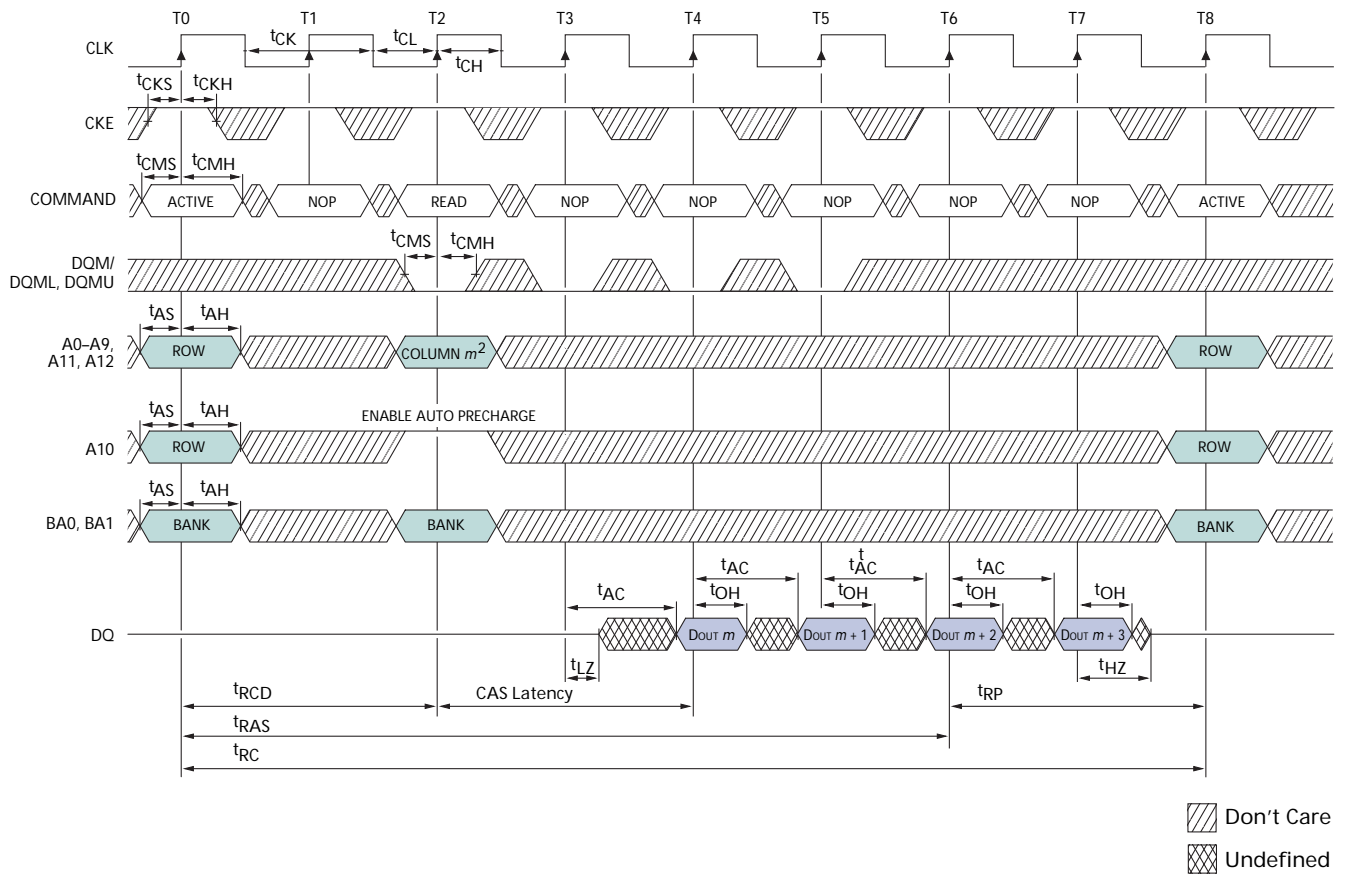 T0 T1 T2 T3 T4 T5 T6 T7 T8
CLK
tCK tCL
tCH
tCKS tCKH
CKE
tCMS tCMH
COMMAND ACTIVE NOP READ NOP NOP NOP NOP NOP ACTIVE
tCMS tCMH
DQM/
DQML, DQMU
tAS tAH
A0–A9,
A11, A12
ROW COLUMN m2 ROW
ENABLE AUTO PRECHARGE
tAS tAH
A10 ROW ROW
tAS tAH
BA0, BA1 BANK BANK BANK
t
tAC tAC tAC
tAC tOH tOH tOH tOH
DQ DOUT m DOUT m + 1 DOUT m + 2 DOUT m + 3
tLZ tHZ
tRCD CAS Latency tRP
tRAS
tRC
Don't Care
Undefined